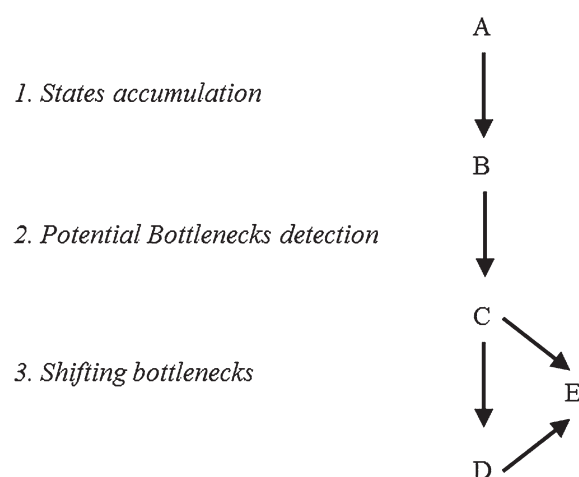 A
1. States accumulation
B
2. Potential Bottlenecks detection
C
3. Shifting bottlenecks
E
D